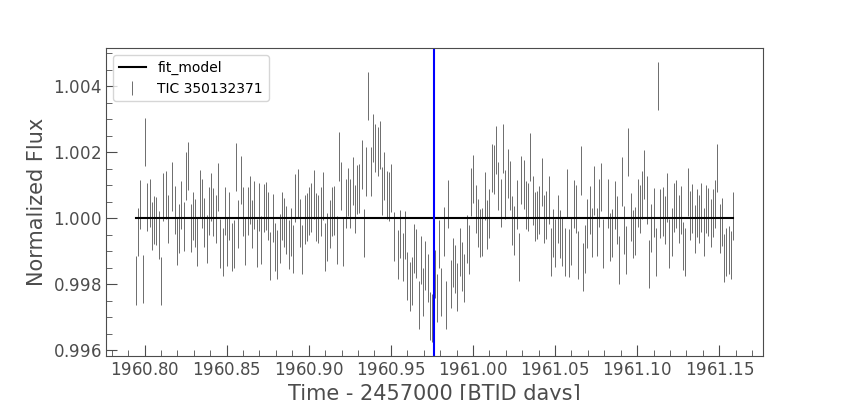 fit_model
TIC 350132371
Normalized Flux
1.004
1.002
1.000
0.998
0.996
1960.80 1960.85 1960.90 1960.95 1961.00 1961.05 1961.10 1961.15
Time - 2457000 [BTJD days]